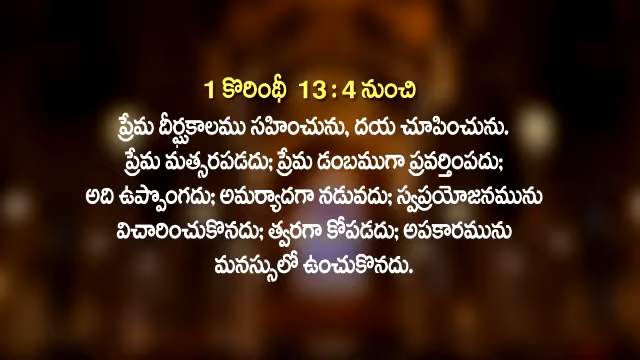 1 కొరింథీ 13 : 4 నుంచి
ప్రేమ దీర్ఘకాలము సహించును, దయ చూపించును.
ప్రేమ మత్సరపడదు; ప్రేమ డంబముగా ప్రవర్తింపదు;
అది ఉప్పొంగదు; అమర్యాదగా నడువదు; స్వప్రయోజనమును
విచారించుకొనదు; త్వరగా కోపడదు; అపకారమును
మనస్సులో ఉంచుకొనదు.